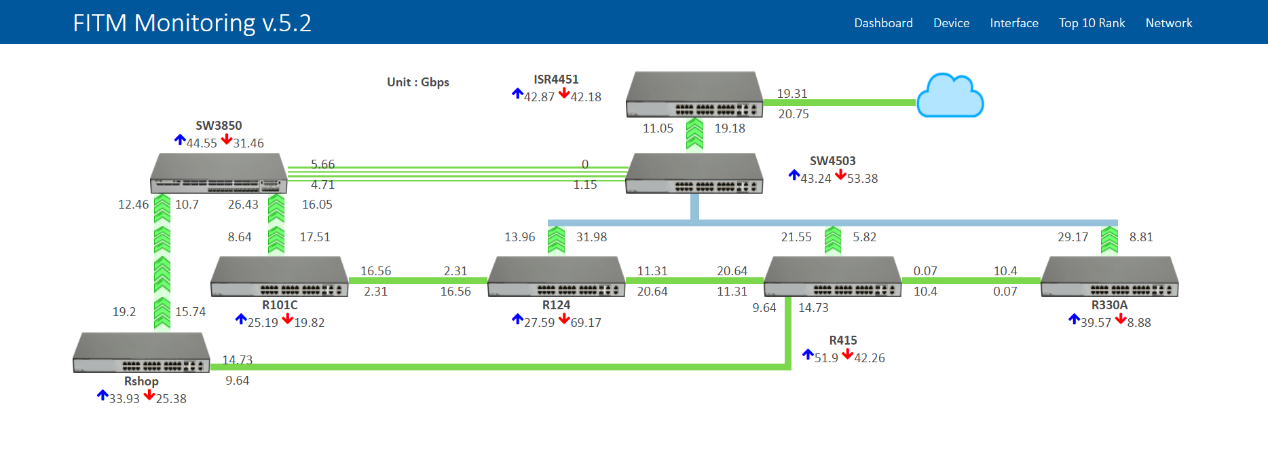 FITM Monitoring v.5.2
Dashboard Device Interface Top 10 Rank Network
Unit : Gbps
ISR4451
42.87 42.18
19.31
20.75
11.05 19.18
SW3850
44.55 31.46
5.66 0
4.71 1.15
SW4503
43.24 53.38
12.46 10.7 26.43 16.05
8.64 17.51 13.96 31.98 21.55 5.82 29.17 8.81
16.56 2.31 11.31 20.64 0.07 10.4
2.31 16.56 20.64 11.31 10.4 0.07
R101C R124 R330A
25.19 19.82 27.59 69.17 39.57 8.88
9.64 14.73
19.2 15.74
R415
51.9 42.26
14.73
9.64
Rshop
33.93 25.38